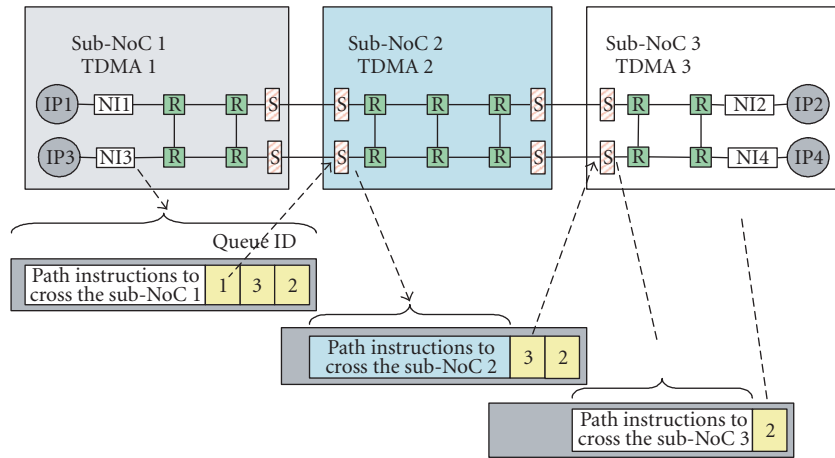 Sub-NoC 1
TDMA 1
Sub-NoC 2
TDMA 2
Sub-NoC 3
TDMA 3
IP1 NI1 R R S S R R R S S R R NI2 IP2
IP3 NI3 R R S S R R R S S R R NI4 IP4
Queue ID
Path instructions to
cross the sub-NoC 1
1 3 2
Path instructions to
cross the sub-NoC 2
3 2
Path instructions to
cross the sub-NoC 3
2